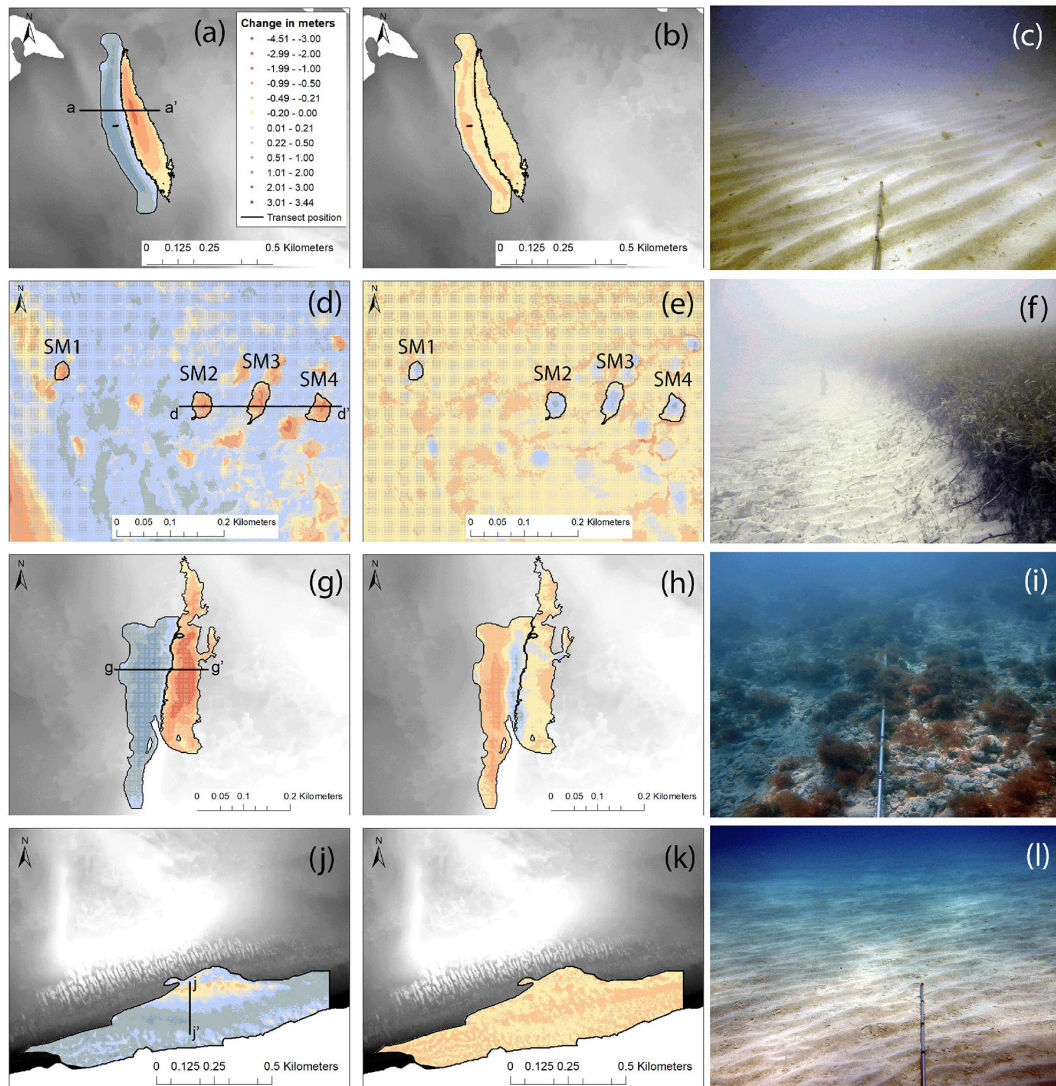 N
(a)
Change in meters
-4.51 - -3.00
-2.99 - -2.00
-1.99 - -1.00
-0.99 - -0.50
-0.49 - -0.21
-0.20 - 0.00
0.01 - 0.21
0.22 - 0.50
0.51 - 1.00
1.01 - 2.00
2.01 - 3.00
3.01 - 3.44
Transect position
a a'
0 0.125 0.25 0.5 Kilometers
N
(b)
0 0.125 0.25 0.5 Kilometers
(c)
N
(d)
SM1
SM2
SM3
SM4
d d'
0 0.05 0.1 0.2 Kilometers
N
(e)
SM1
SM2
SM3
SM4
0 0.05 0.1 0.2 Kilometers
(f)
N
(g)
g g'
0 0.05 0.1 0.2 Kilometers
N
(h)
0 0.05 0.1 0.2 Kilometers
(i)
N
(j)
j
j'
0 0.125 0.25 0.5 Kilometers
N
(k)
0 0.125 0.25 0.5 Kilometers
(l)